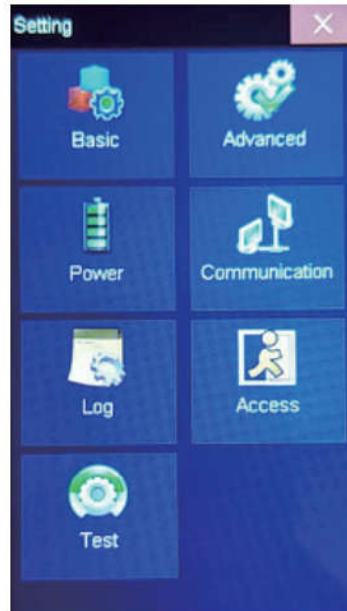 Setting
Basic
Advanced
Power
Communication
Log
Access
Test